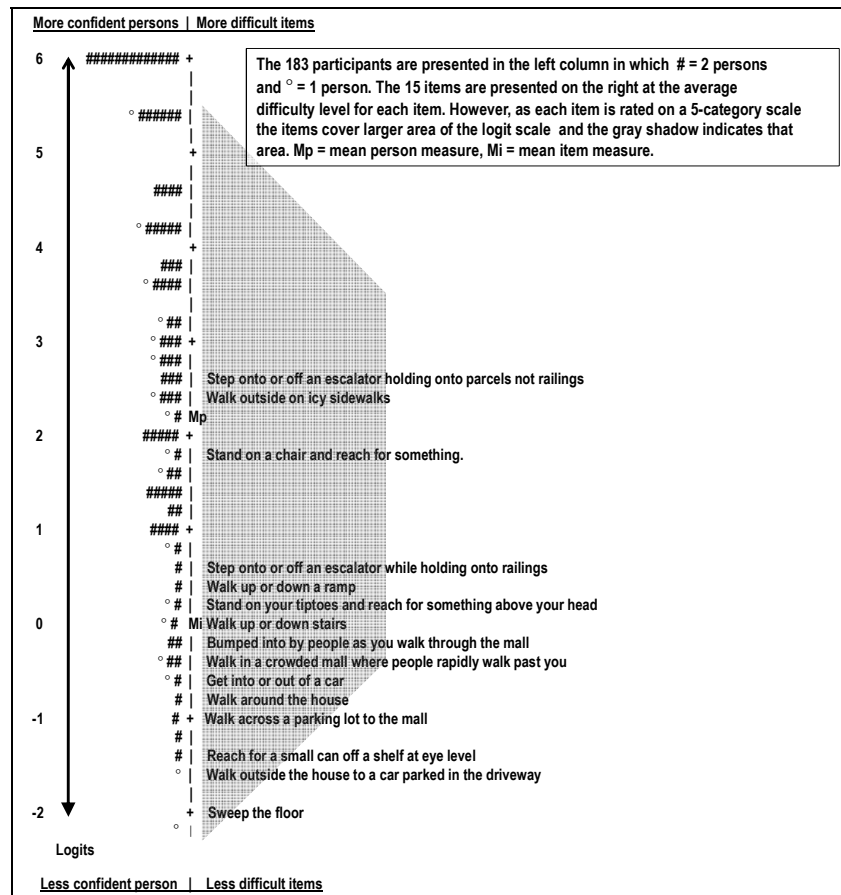 More confident persons | More difficult items
6 ############# +
The 183 participants are presented in the left column in which # = 2 persons
and ° = 1 person. The 15 items are presented on the right at the average
difficulty level for each item. However, as each item is rated on a 5-category scale
the items cover larger area of the logit scale and the gray shadow indicates that
area. Mp = mean person measure, Mi = mean item measure.
|
° ###### |
|
5 +
|
#### |
|
° ##### |
4 +
### |
° #### |
|
° ## |
3 ° ### +
° ### |
### | Step onto or off an escalator holding onto parcels not railings
° ### | Walk outside on icy sidewalks
° # Mp
2 ##### +
° # | Stand on a chair and reach for something.
° ## |
##### |
## |
1 #### +
° # |
# | Step onto or off an escalator while holding onto railings
# | Walk up or down a ramp
° # | Stand on your tiptoes and reach for something above your head
0 ° # Mi Walk up or down stairs
## | Bumped into by people as you walk through the mall
° ## | Walk in a crowded mall where people rapidly walk past you
° # | Get into or out of a car
# | Walk around the house
-1 # + Walk across a parking lot to the mall
# |
# | Reach for a small can off a shelf at eye level
° | Walk outside the house to a car parked in the driveway
|
-2 + Sweep the floor
° |
Logits
Less confident person | Less difficult items